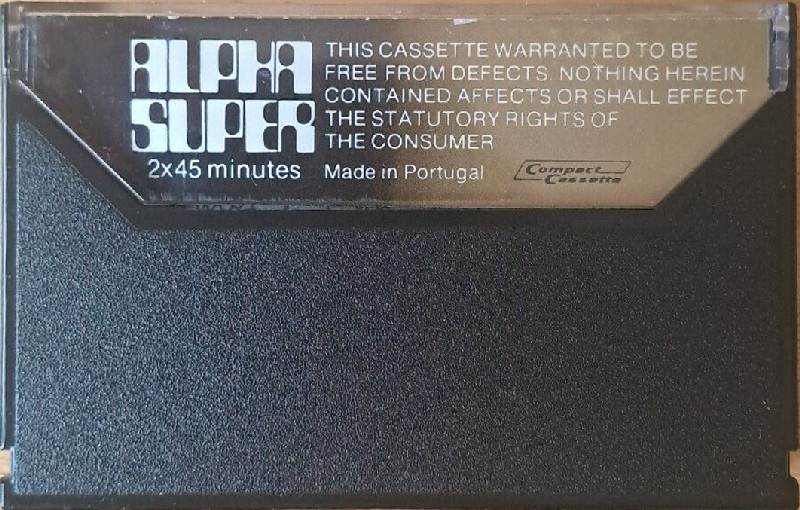 ALPHA
SUPER
2x45 minutes
THIS CASSETTE WARRANTED TO BE
FREE FROM DEFECTS. NOTHING HEREIN
CONTAINED AFFECTS OR SHALL EFFECT
THE STATUTORY RIGHTS OF
THE CONSUMER
Made in Portugal
Compact
Cassette